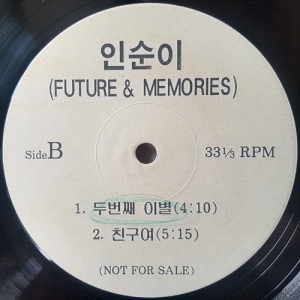 인순이
(FUTURE & MEMORIES)
Side B
33⅓ RPM
1. 두번째 이별(4:10)
2. 친구여(5:15)
(NOT FOR SALE)